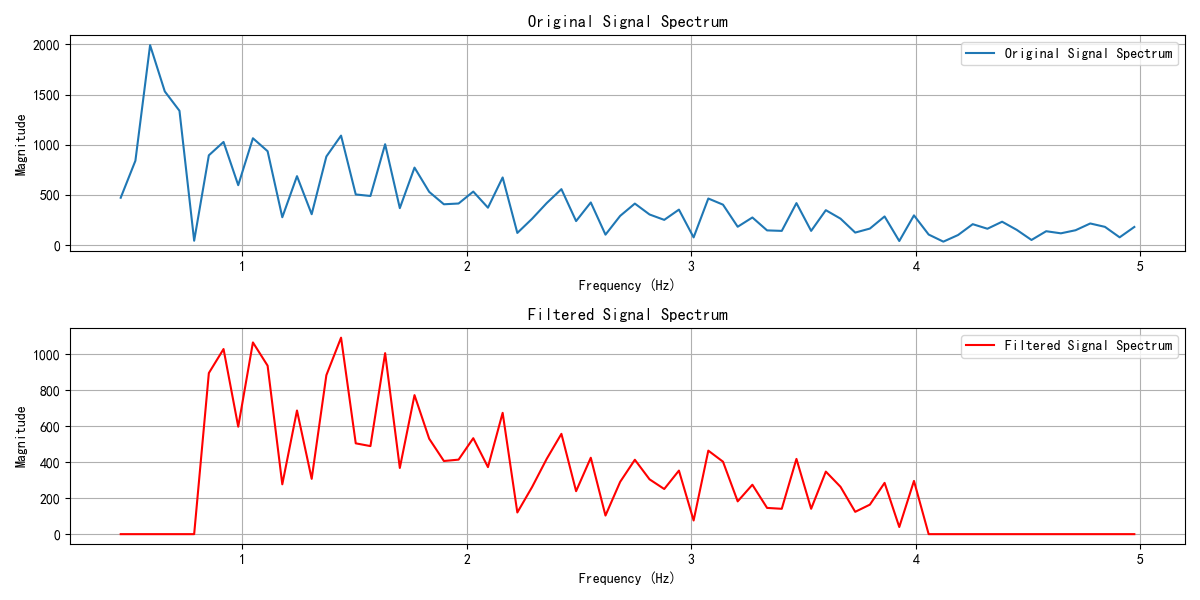 Original Signal Spectrum
Original Signal Spectrum
Magnitude
2000
1500
1000
500
0
1
2
3
4
5
Frequency (Hz)
Filtered Signal Spectrum
Filtered Signal Spectrum
Magnitude
1000
800
600
400
200
0
1
2
3
4
5
Frequency (Hz)